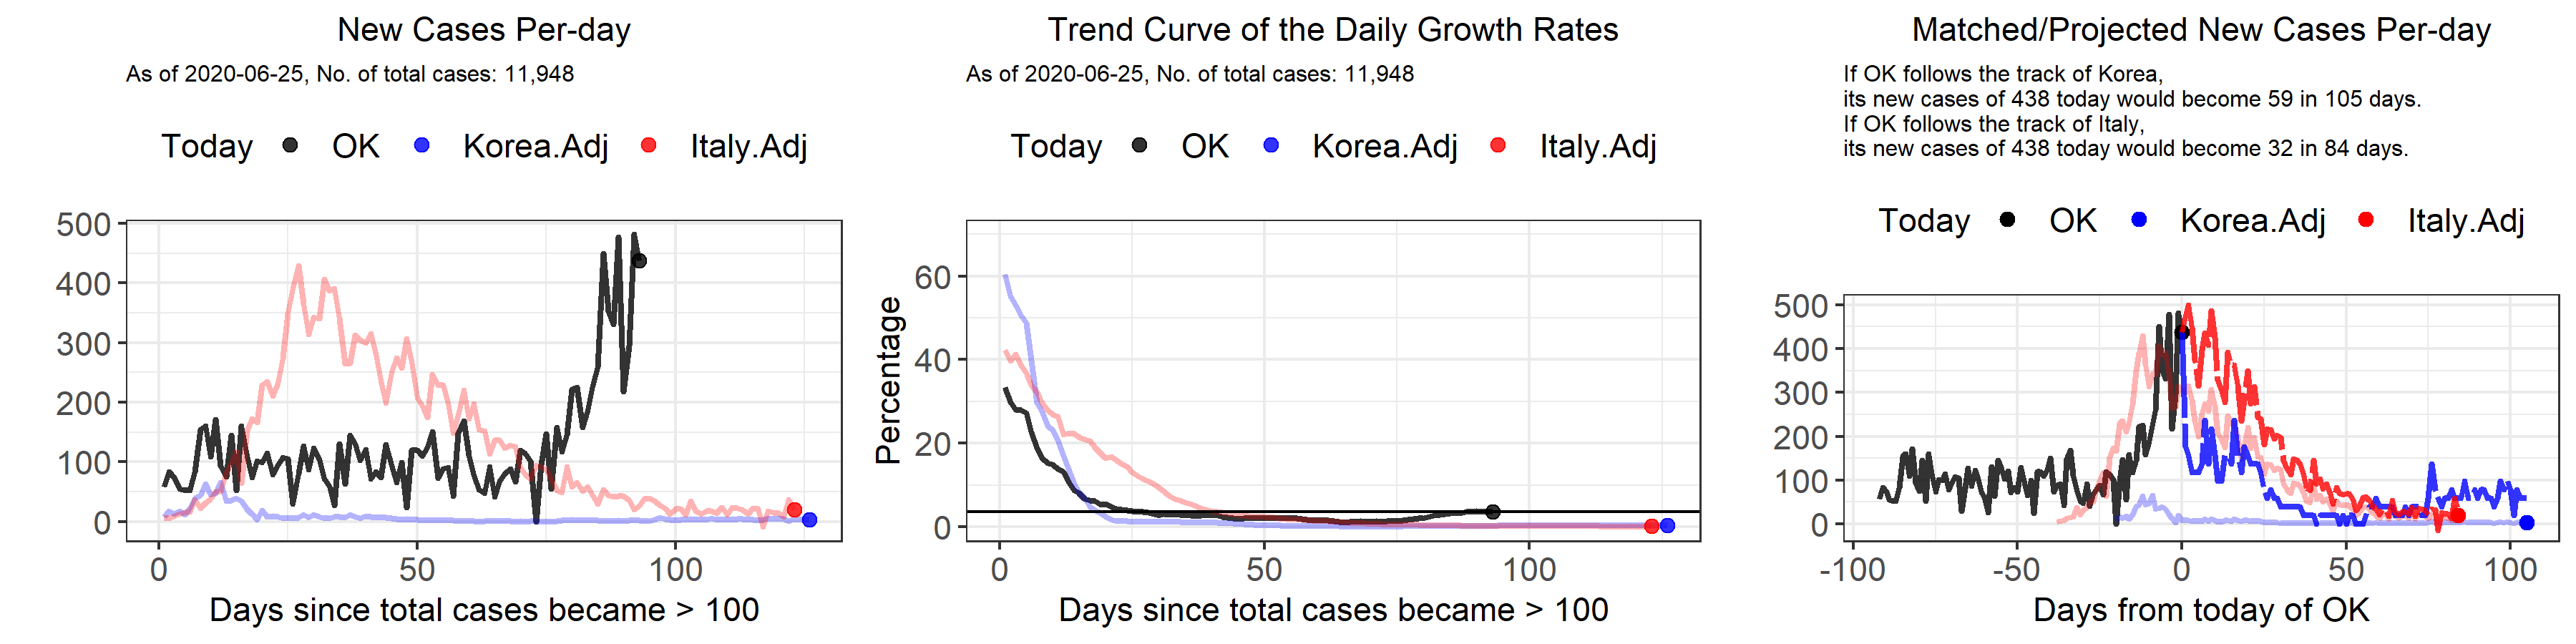 New Cases Per-day
As of 2020-06-25, No. of total cases: 11,948
Today OK Korea.Adj Italy.Adj
500
400
300
200
100
0
0 50 100
Days since total cases became > 100
Trend Curve of the Daily Growth Rates
As of 2020-06-25, No. of total cases: 11,948
Today OK Korea.Adj Italy.Adj
Percentage
60
40
20
0
0 50 100
Days since total cases became > 100
Matched/Projected New Cases Per-day
If OK follows the track of Korea,
its new cases of 438 today would become 59 in 105 days.
If OK follows the track of Italy,
its new cases of 438 today would become 32 in 84 days.
Today OK Korea.Adj Italy.Adj
500
400
300
200
100
0
-100 -50 0 50 100
Days from today of OK